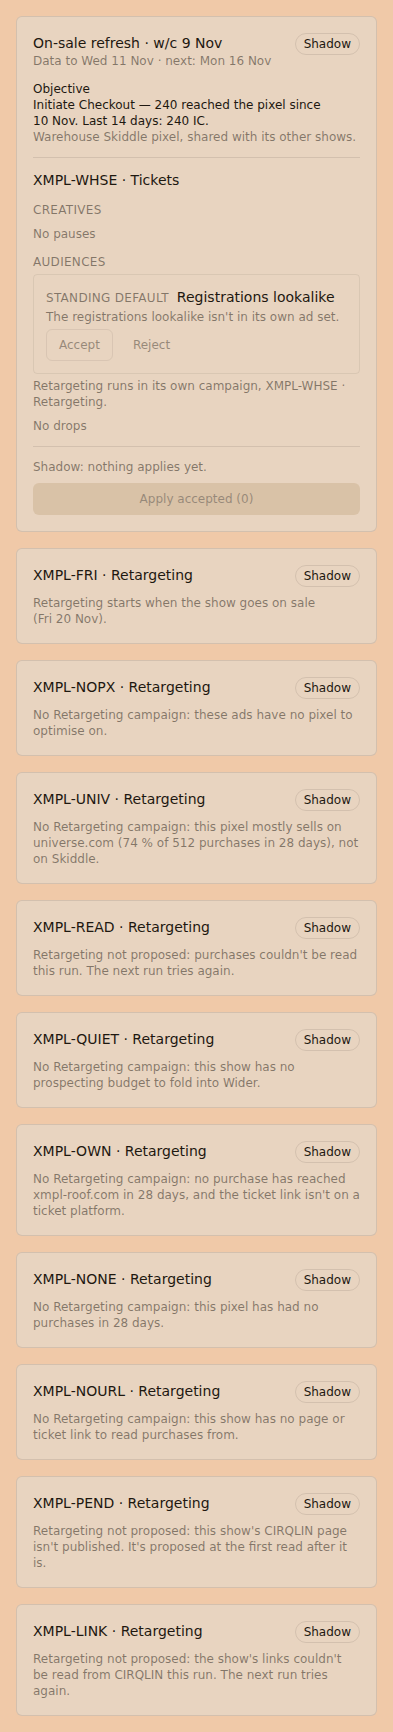 On-sale refresh · w/c 9 Nov
Shadow
Data to Wed 11 Nov · next: Mon 16 Nov
Objective
Initiate Checkout — 240 reached the pixel since
10 Nov. Last 14 days: 240 IC.
Warehouse Skiddle pixel, shared with its other shows.
XMPL-WHSE · Tickets
CREATIVES
No pauses
AUDIENCES
STANDING DEFAULT Registrations lookalike
The registrations lookalike isn't in its own ad set.
Accept Reject
Retargeting runs in its own campaign, XMPL-WHSE ·
Retargeting.
No drops
Shadow: nothing applies yet.
Apply accepted (0)
XMPL-FRI · Retargeting
Shadow
Retargeting starts when the show goes on sale
(Fri 20 Nov).
XMPL-NOPX · Retargeting
Shadow
No Retargeting campaign: these ads have no pixel to
optimise on.
XMPL-UNIV · Retargeting
Shadow
No Retargeting campaign: this pixel mostly sells on
universe.com (74 % of 512 purchases in 28 days), not
on Skiddle.
XMPL-READ · Retargeting
Shadow
Retargeting not proposed: purchases couldn't be read
this run. The next run tries again.
XMPL-QUIET · Retargeting
Shadow
No Retargeting campaign: this show has no
prospecting budget to fold into Wider.
XMPL-OWN · Retargeting
Shadow
No Retargeting campaign: no purchase has reached
xmpl-roof.com in 28 days, and the ticket link isn't on a
ticket platform.
XMPL-NONE · Retargeting
Shadow
No Retargeting campaign: this pixel has had no
purchases in 28 days.
XMPL-NOURL · Retargeting
Shadow
No Retargeting campaign: this show has no page or
ticket link to read purchases from.
XMPL-PEND · Retargeting
Shadow
Retargeting not proposed: this show's CIRQLIN page
isn't published. It's proposed at the first read after it
is.
XMPL-LINK · Retargeting
Shadow
Retargeting not proposed: the show's links couldn't
be read from CIRQLIN this run. The next run tries
again.